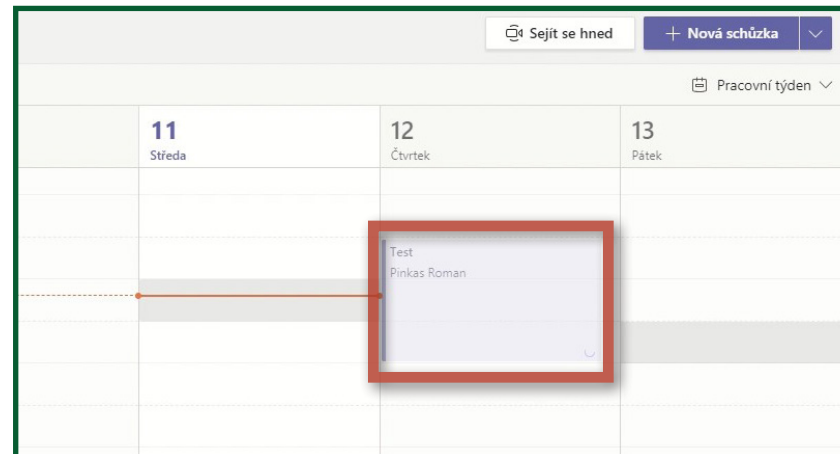 Sejít se hned
+ Nová schůzka
Pracovní týden
11
Středa
12
Čtvrtek
13
Pátek
Test
Pinkas Roman